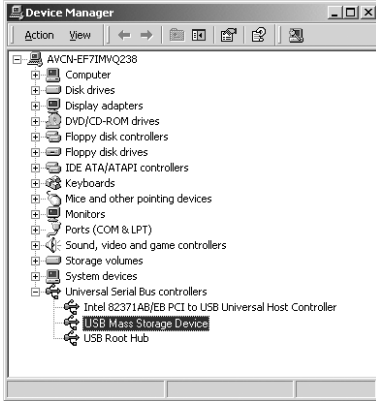 Device Manager
Action View
AVCN-EF7IMVQ238
Computer
Disk drives
Display adapters
DVD/CD-ROM drives
Floppy disk controllers
Floppy disk drives
IDE ATA/ATAPI controllers
Keyboards
Mice and other pointing devices
Monitors
Ports (COM & LPT)
Sound, video and game controllers
Storage volumes
System devices
Universal Serial Bus controllers
Intel 82371AB/EB PCI to USB Universal Host Controller
USB Mass Storage Device
USB Root Hub